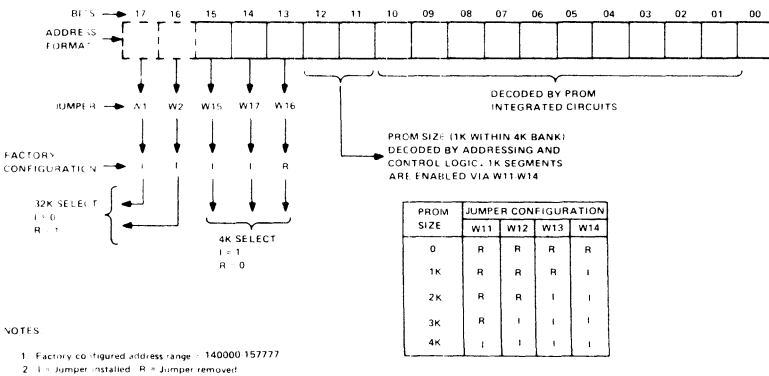 BITS 17 16 15 14 13 12 11 10 09 08 07 06 05 04 03 02 01 00
ADDRESS
FORMAT
DECODED BY PROM
INTEGRATED CIRCUITS
JUMPER W1 W2 W15 W17 W16
PROM SIZE (1K WITHIN 4K BANK)
DECODED BY ADDRESSING AND
CONTROL LOGIC. 1K SEGMENTS
ARE ENABLED VIA W11-W14
FACTORY
CONFIGURATION I I I I R
32K SELECT
I = 0
R = 1
4K SELECT
I = 1
R = 0
PROM SIZE JUMPER CONFIGURATION
W11 W12 W13 W14
0 R R R R
1K R R R I
2K R R I I
3K R I I I
4K I I I I
NOTES
1 Factory configured address range = 140000-157777
2 I = Jumper installed R = Jumper removed